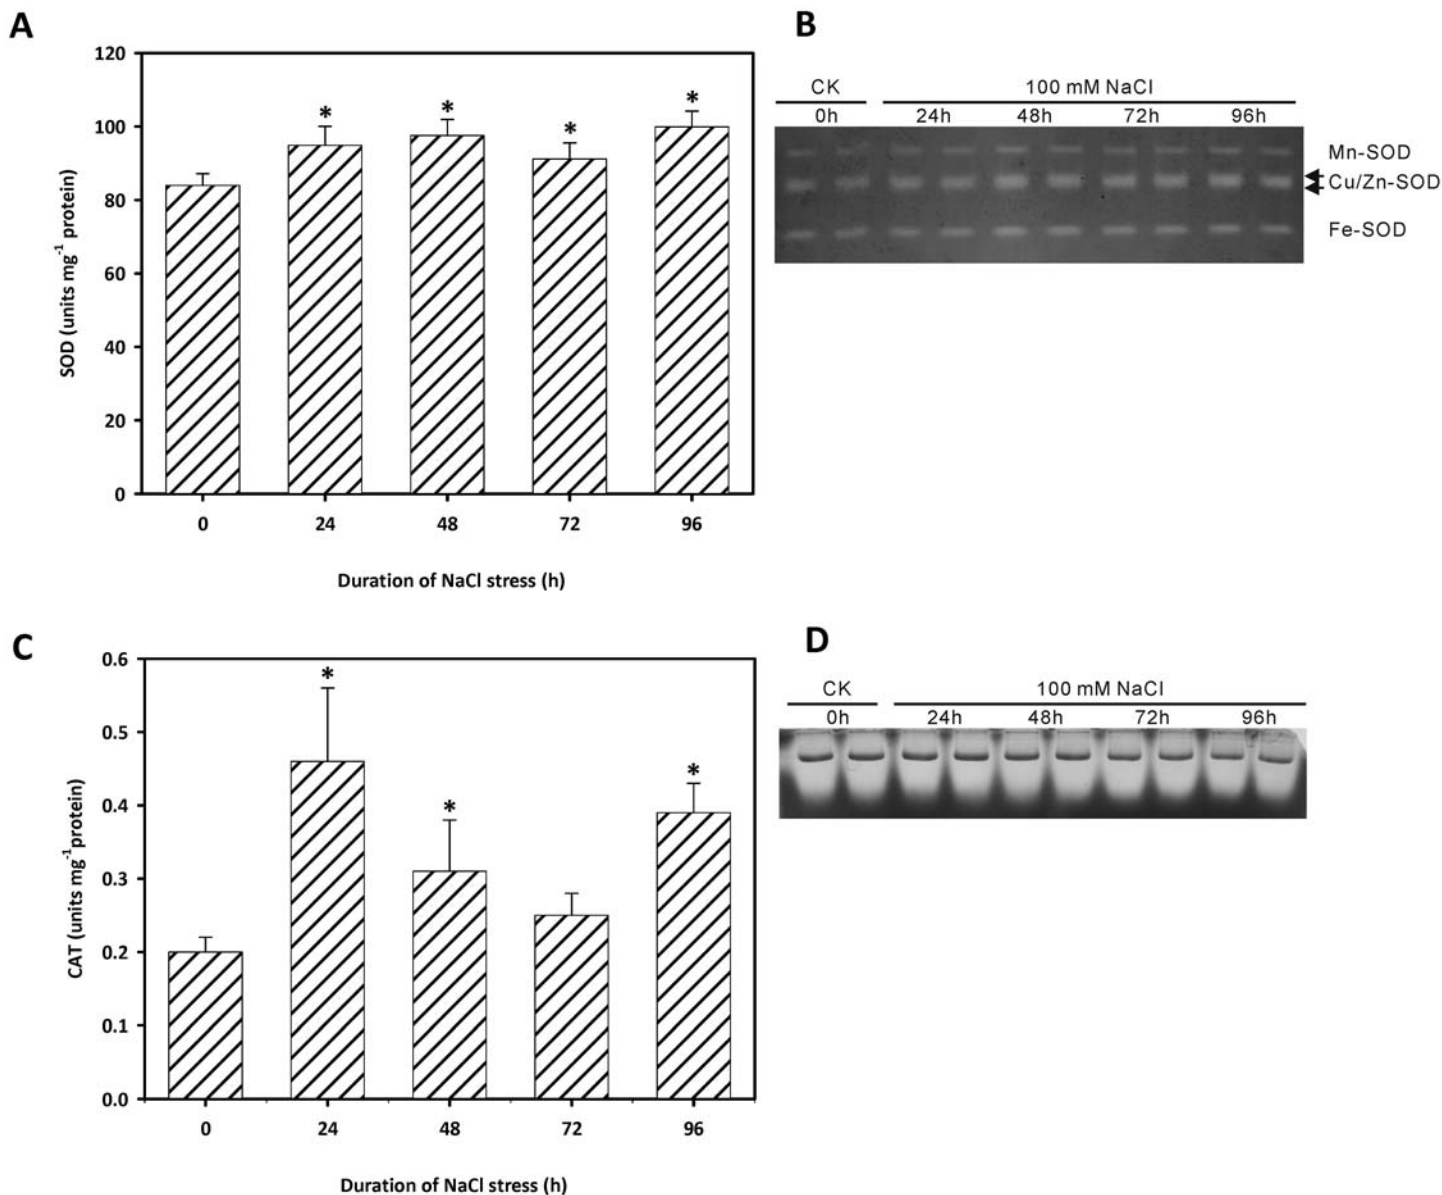 A
120
100
80
60
40
20
0
SOD (units mg⁻¹ protein)
* * * *
0 24 48 72 96
Duration of NaCl stress (h)
B
CK 100 mM NaCl
0h 24h 48h 72h 96h
Mn-SOD
Cu/Zn-SOD
Fe-SOD
C
0.6
0.5
0.4
0.3
0.2
0.1
0.0
CAT (units mg⁻¹protein)
* * *
0 24 48 72 96
Duration of NaCl stress (h)
D
CK 100 mM NaCl
0h 24h 48h 72h 96h